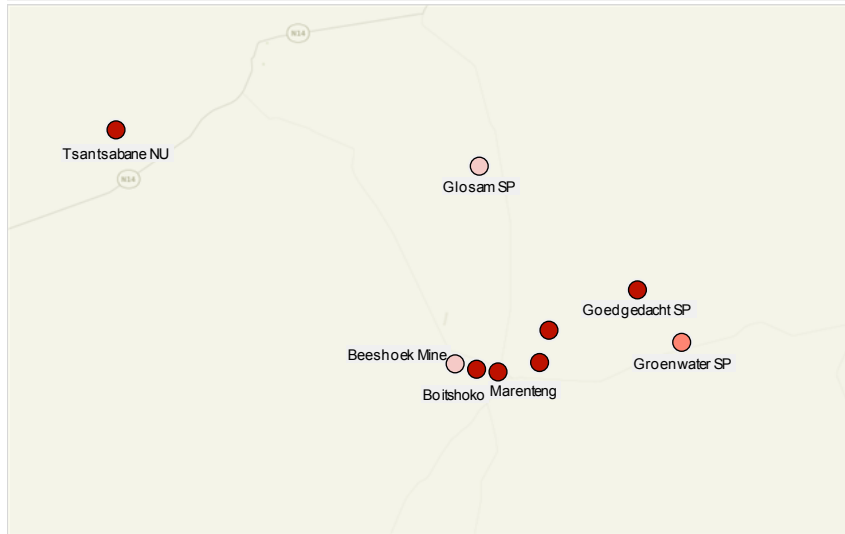 N14
Tsantsabane NU
N14
Glosam SP
Goedgedacht SP
Beeshoek Mine
Groenwater SP
Boitshoko
Marenteng